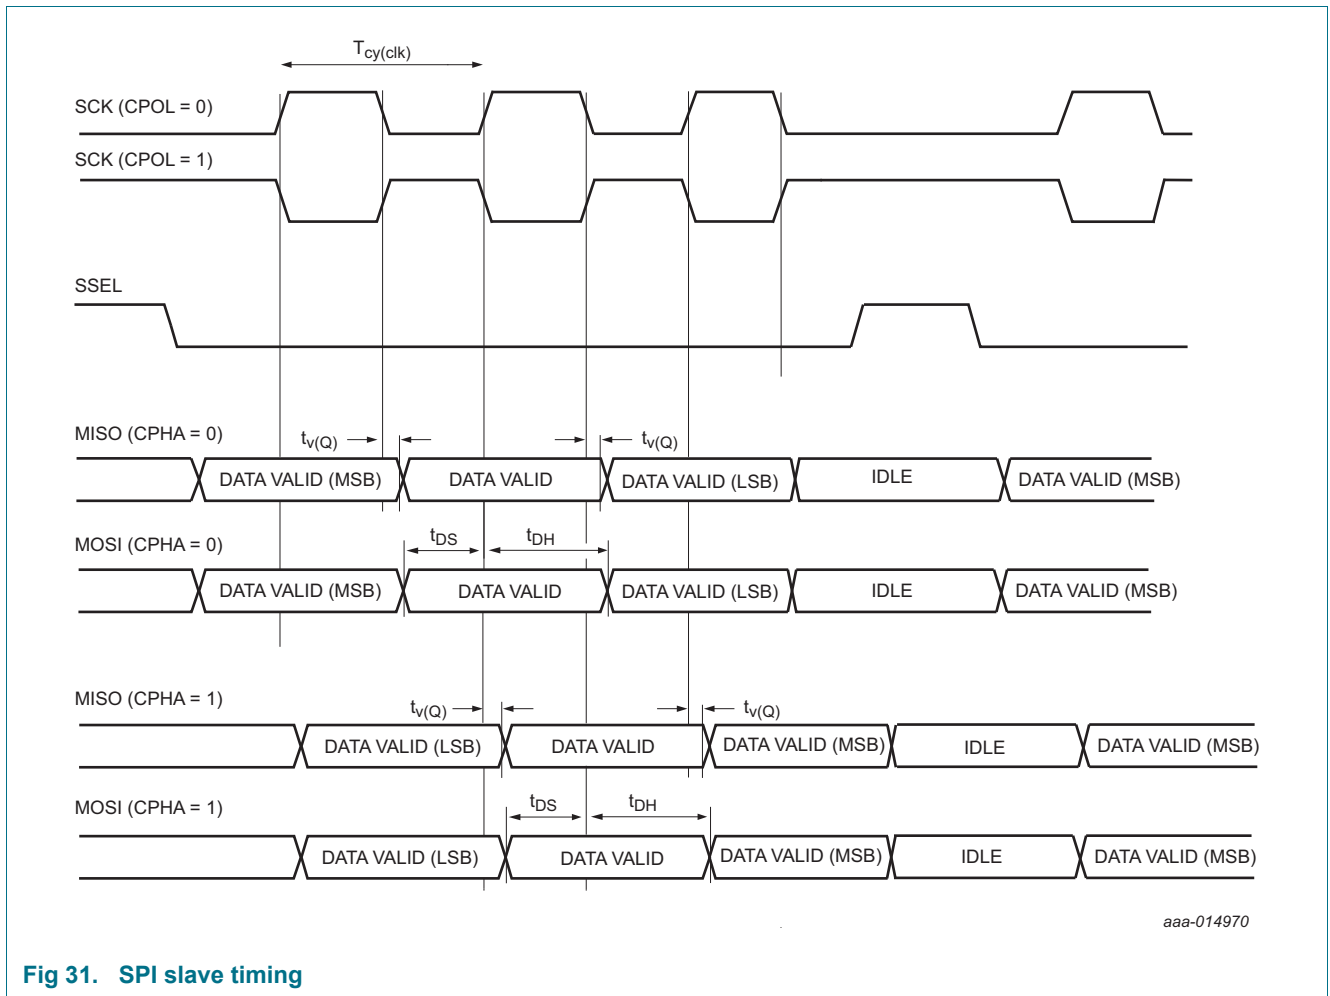 Tcy(clk)
SCK (CPOL = 0)
SCK (CPOL = 1)
SSEL
MISO (CPHA = 0)
tv(Q) tv(Q)
DATA VALID (MSB) DATA VALID DATA VALID (LSB) IDLE DATA VALID (MSB)
MOSI (CPHA = 0)
tDS tDH
DATA VALID (MSB) DATA VALID DATA VALID (LSB) IDLE DATA VALID (MSB)
MISO (CPHA = 1)
tv(Q) tv(Q)
DATA VALID (LSB) DATA VALID DATA VALID (MSB) IDLE DATA VALID (MSB)
MOSI (CPHA = 1)
tDS tDH
DATA VALID (LSB) DATA VALID DATA VALID (MSB) IDLE DATA VALID (MSB)
aaa-014970
Fig 31. SPI slave timing